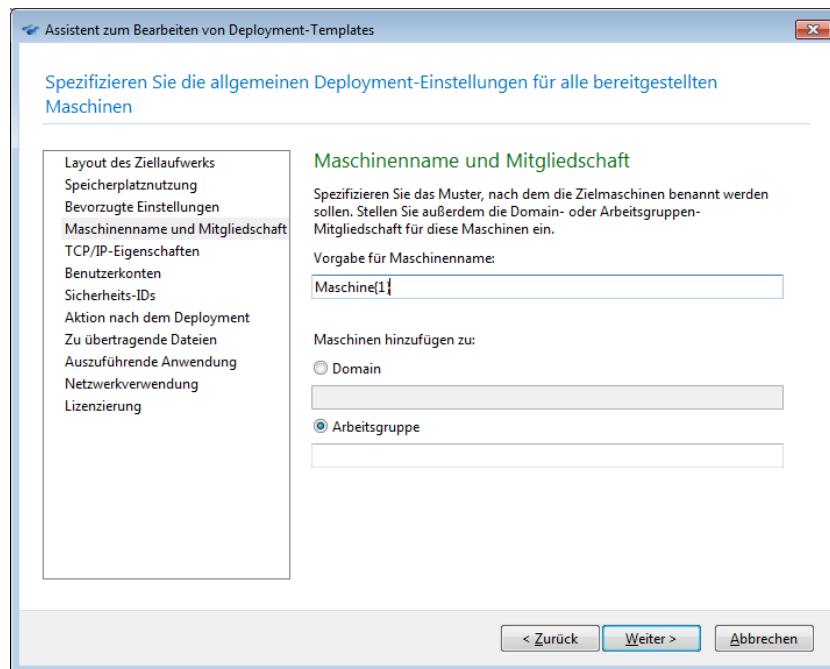 Assistent zum Bearbeiten von Deployment-Templates
Spezifizieren Sie die allgemeinen Deployment-Einstellungen für alle bereitgestellten
Maschinen
Layout des Ziellaufwerks
Speicherplatznutzung
Bevorzugte Einstellungen
Maschinenname und Mitgliedschaft
TCP/IP-Eigenschaften
Benutzerkonten
Sicherheits-IDs
Aktion nach dem Deployment
Zu übertragende Dateien
Auszuführende Anwendung
Netzwerkverwendung
Lizenzierung
Maschinenname und Mitgliedschaft
Spezifizieren Sie das Muster, nach dem die Zielmaschinen benannt werden
sollen. Stellen Sie außerdem die Domain- oder Arbeitsgruppen-
Mitgliedschaft für diese Maschinen ein.
Vorgabe für Maschinenname:
Maschine{1}
Maschinen hinzufügen zu:
Domain
Arbeitsgruppe
< Zurück
Weiter >
Abbrechen